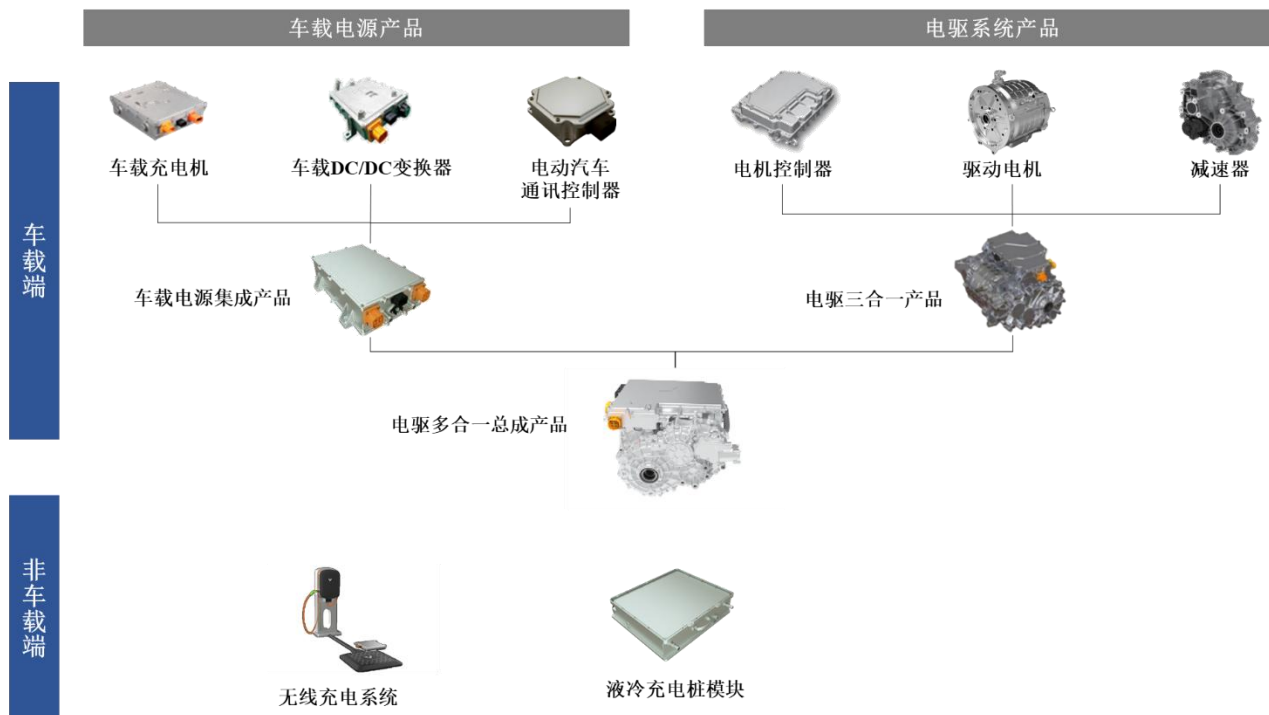 车载电源产品
电驱系统产品
车载端
车载充电机
车载DC/DC变换器
电动汽车
通讯控制器
电机控制器
驱动电机
减速器
车载电源集成产品
电驱三合一产品
电驱多合一总成产品
非车载端
无线充电系统
液冷充电桩模块